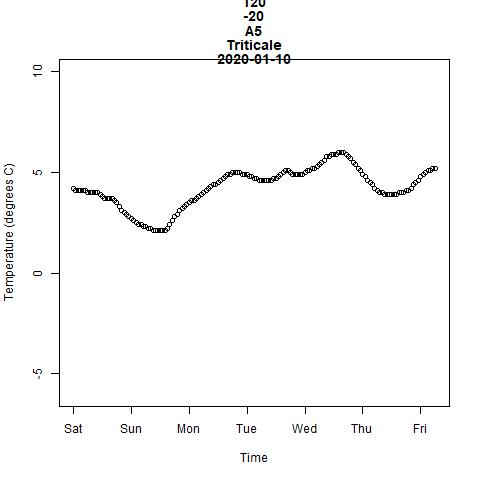 120
-20
A5
Triticale
2020-01-10
10
5
0
-5
Temperature (degrees C)
Sat Sun Mon Tue Wed Thu Fri
Time